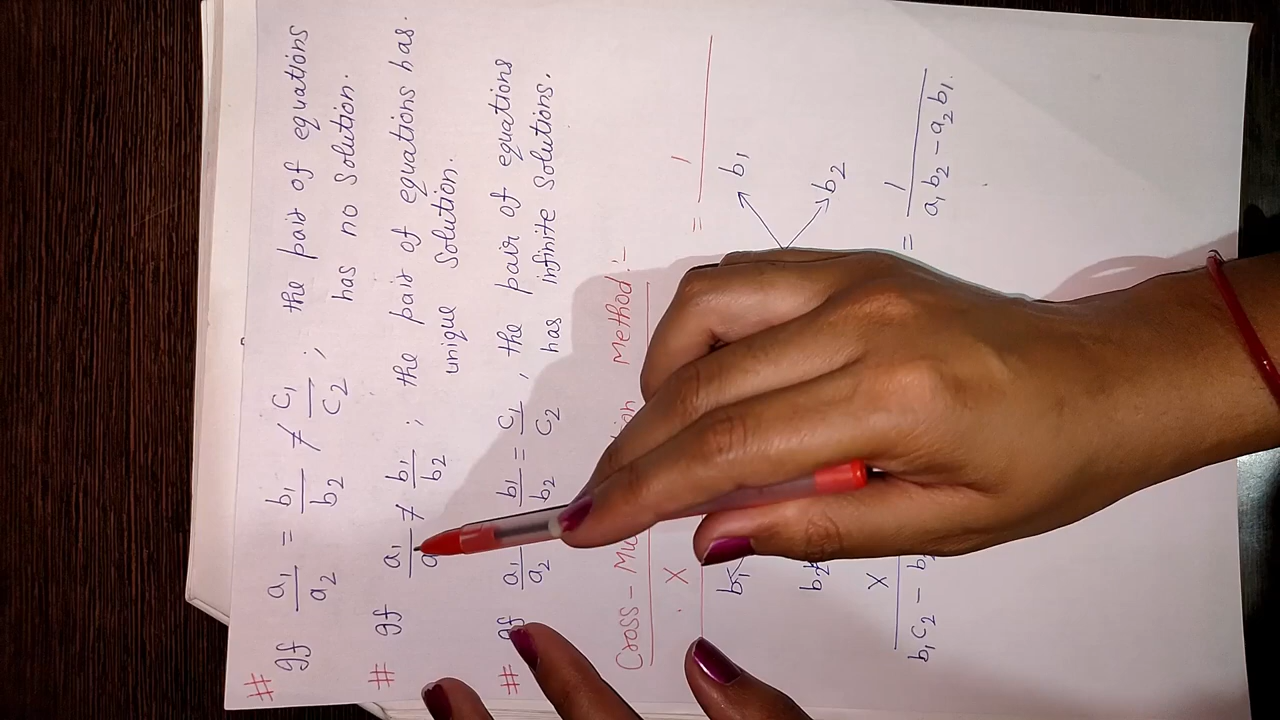 # If a₁/a₂ = b₁/b₂ ≠ c₁/c₂ ; the pair of equations
has no solution.
# If a₁/a ≠ b₁/b₂ ; the pair of equations has.
unique solution.
# If a₁/a₂ b₁/b₂ = c₁/c₂ , the pair of equations
has infinite solutions.
Cross - Method :-
x = 1
b₁ b₁
b₂ b₂
x/b₁c₂ - b = 1/a₁b₂ - a₂b₁.